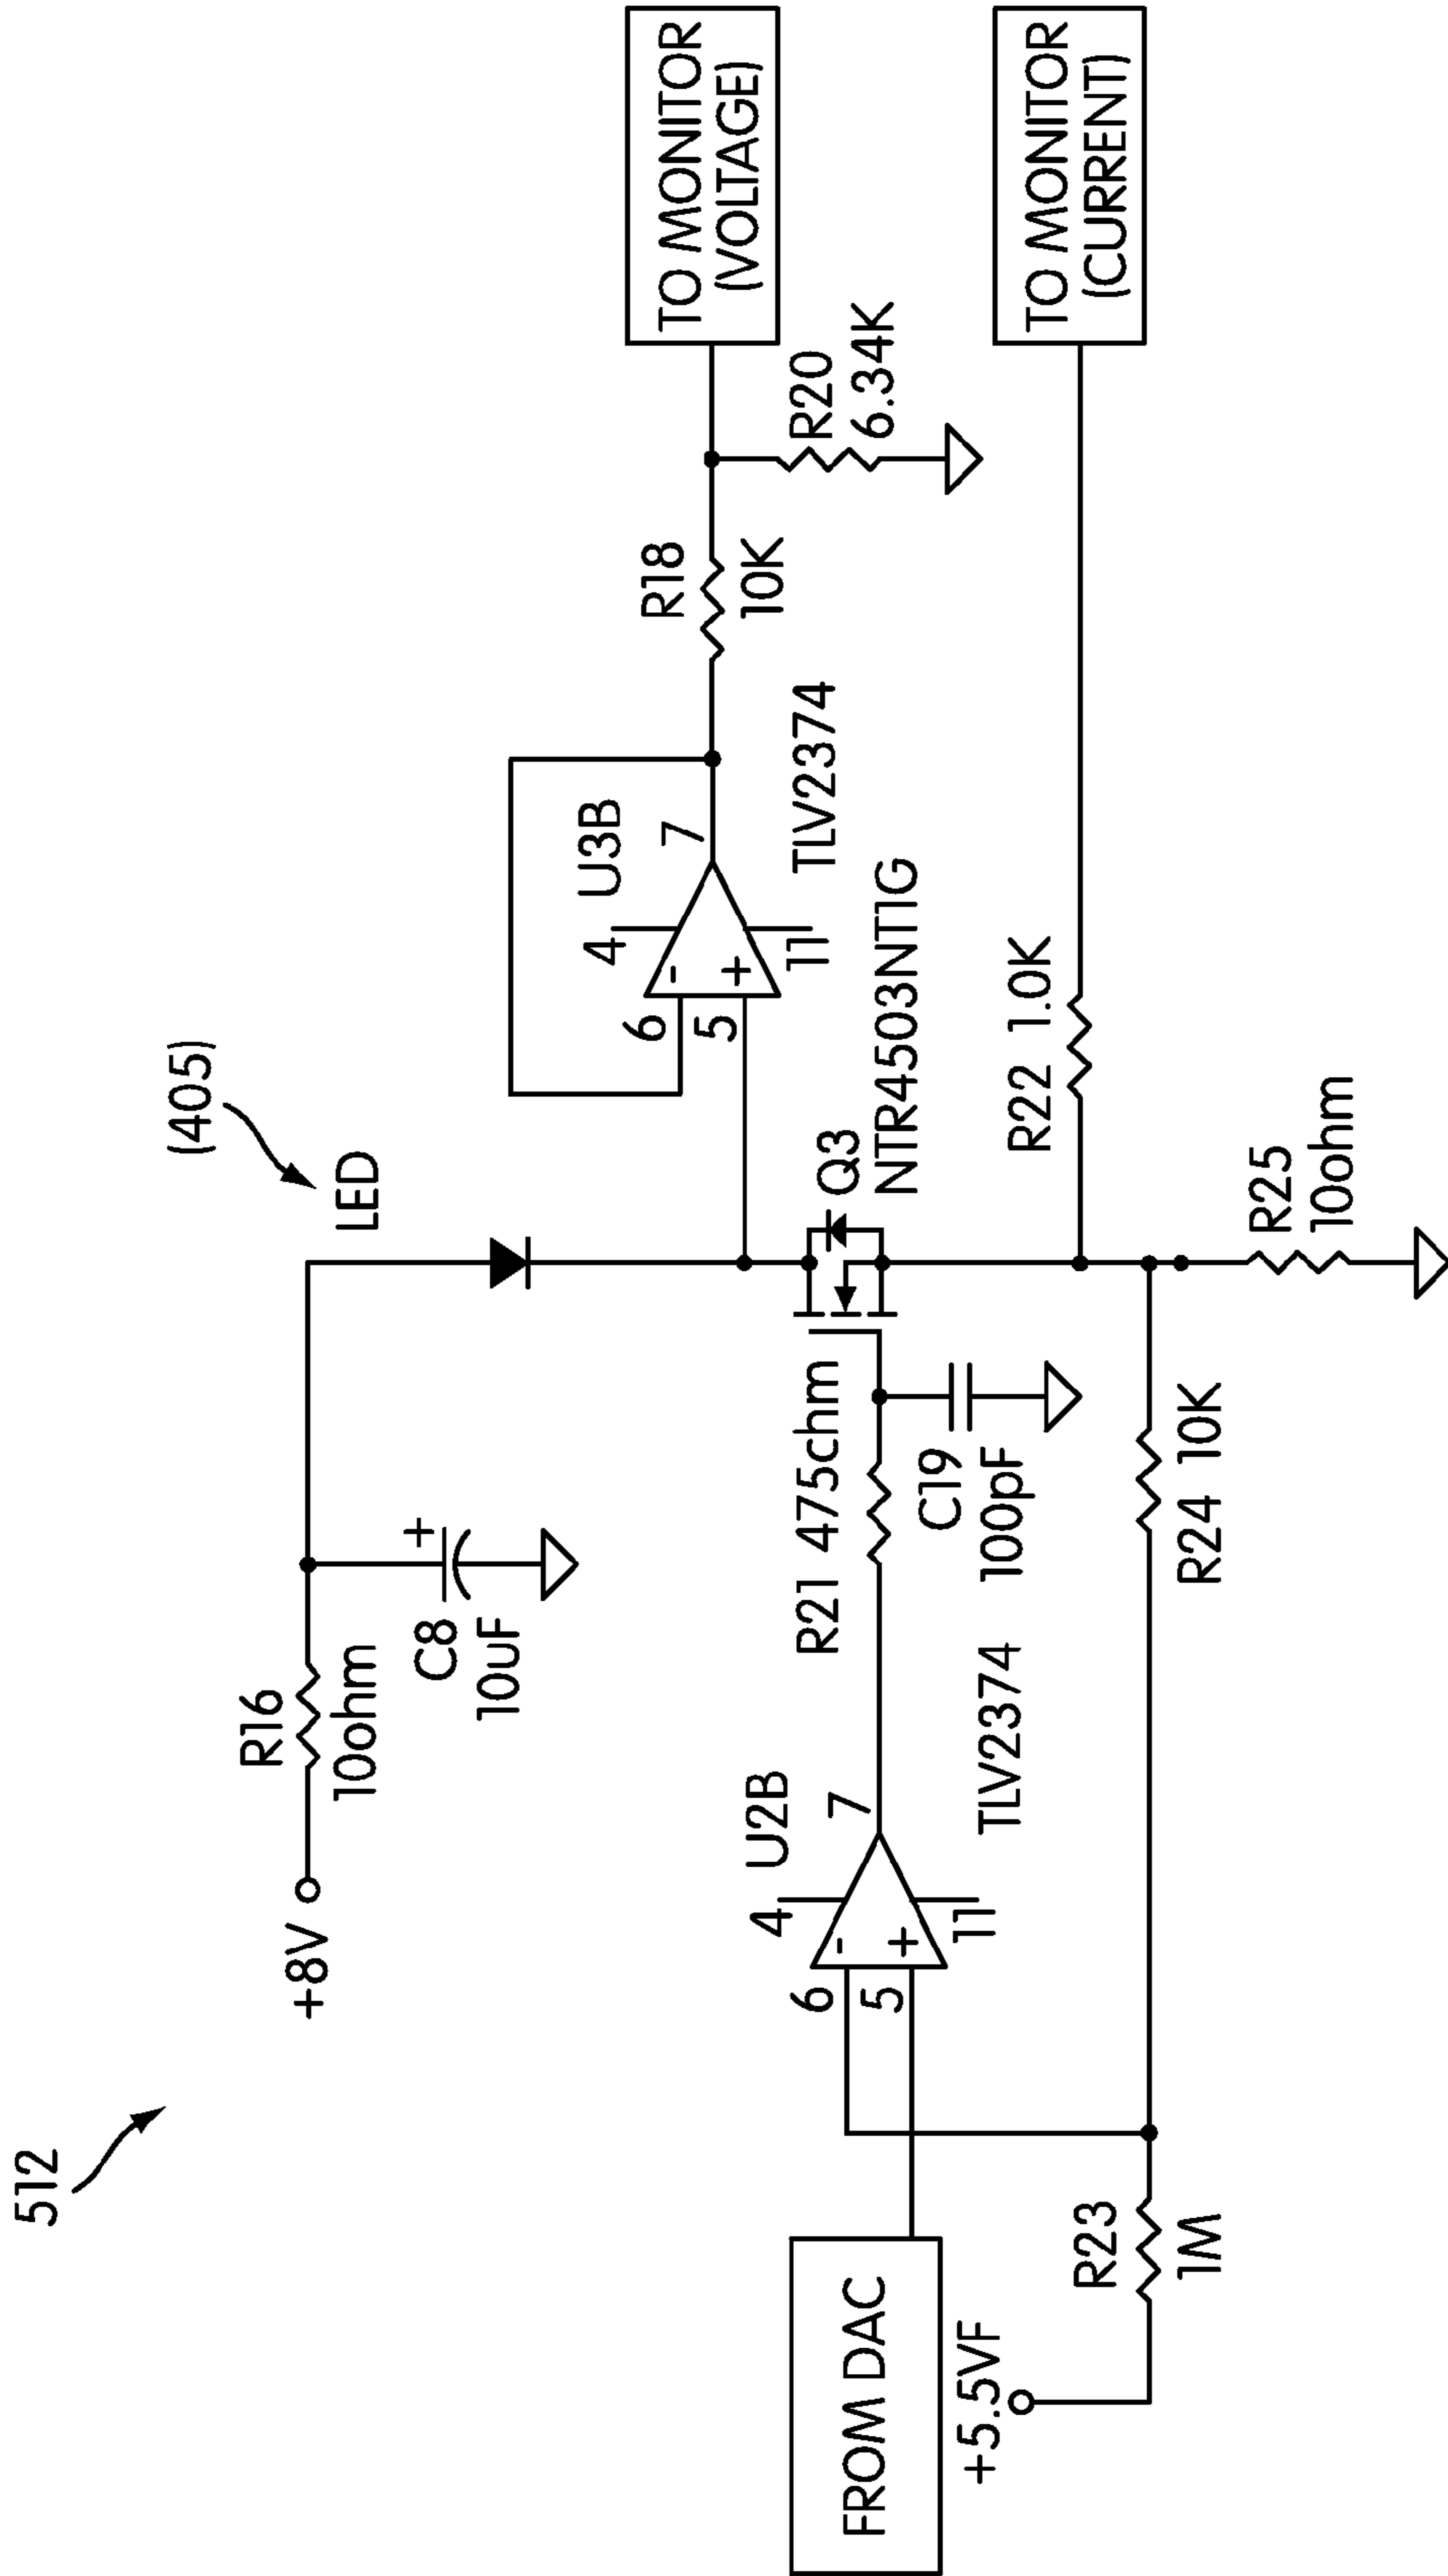 512
(405)
LED
+8V
R16
10ohm
C8
10uF
+
U3B
4
6
5
7
11
-
+
TLV2374
R18
10K
R20
6.34K
TO MONITOR
(VOLTAGE)
U2B
4
6
5
7
11
-
+
TLV2374
R21 475chm
C19
100pF
Q3
NTR4503NT1G
R22 1.0K
TO MONITOR
(CURRENT)
FROM DAC
+5.5VF
R23
1M
R24 10K
R25
10ohm